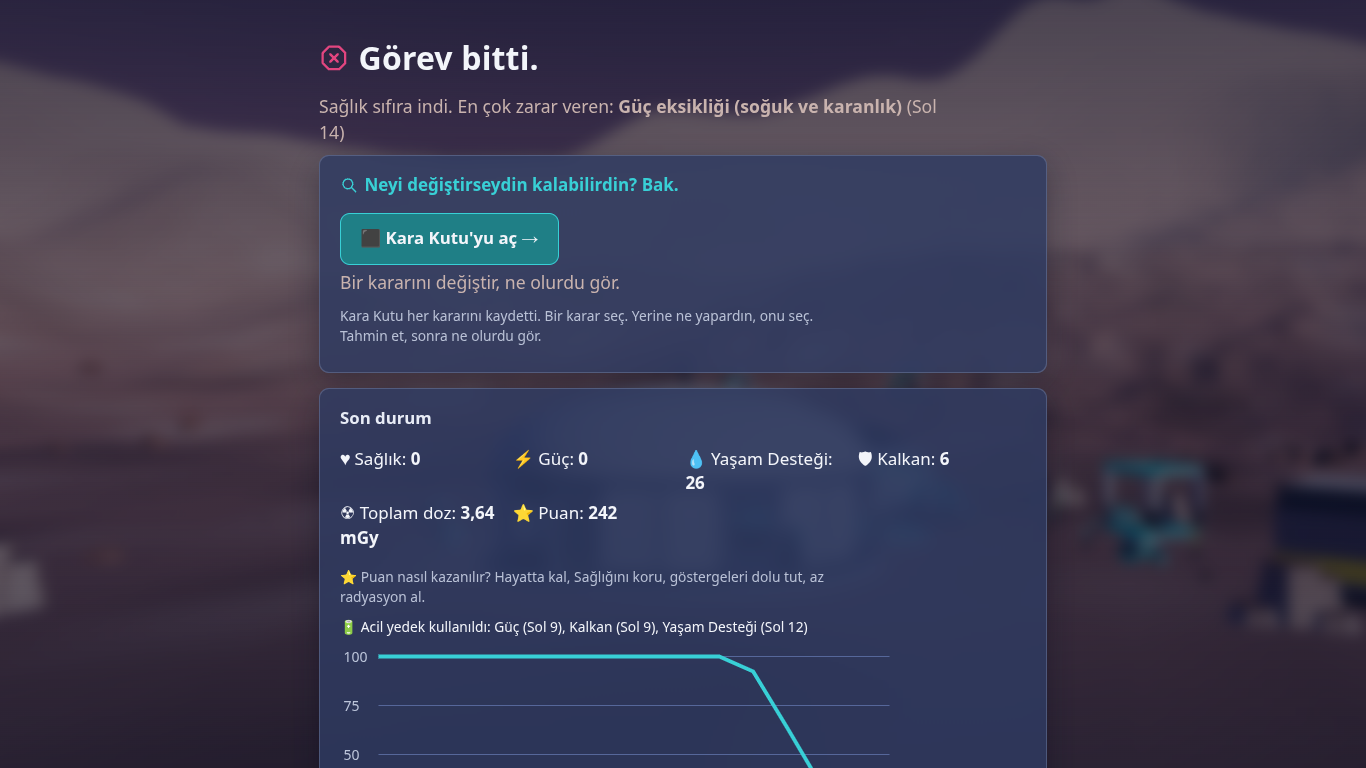 Görev bitti.
Sağlık sıfıra indi. En çok zarar veren: Güç eksikliği (soğuk ve karanlık) (Sol
14)
Neyi değiştirseydin kalabilirdin? Bak.
⬛ Kara Kutu'yu aç →
Bir kararını değiştir, ne olurdu gör.
Kara Kutu her kararını kaydetti. Bir karar seç. Yerine ne yapardın, onu seç.
Tahmin et, sonra ne olurdu gör.
Son durum
♥ Sağlık: 0 ⚡ Güç: 0 💧 Yaşam Desteği: 26 🛡 Kalkan: 6
☢ Toplam doz: 3,64 mGy ⭐ Puan: 242
⭐ Puan nasıl kazanılır? Hayatta kal, Sağlığını koru, göstergeleri dolu tut, az
radyasyon al.
🔋 Acil yedek kullanıldı: Güç (Sol 9), Kalkan (Sol 9), Yaşam Desteği (Sol 12)
100
75
50